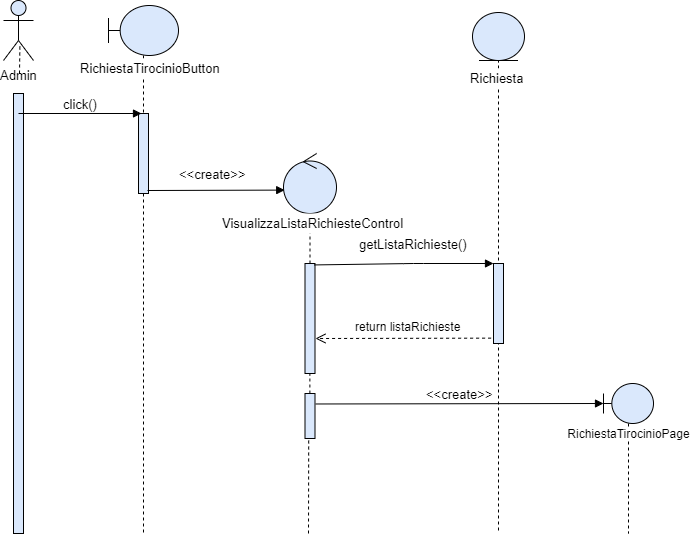 RichiestaTirocinioButton
Admin
Richiesta
click()
<<create>>
VisualizzaListaRichiesteControl
getListaRichieste()
return listaRichieste
<<create>>
RichiestaTirocinioPage